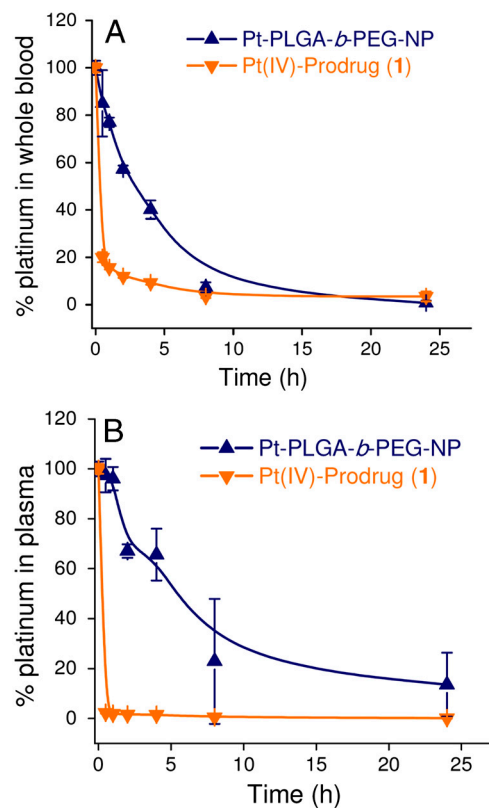 A
Pt-PLGA-b-PEG-NP
Pt(IV)-Prodrug (1)
% platinum in whole blood
120
100
80
60
40
20
0
0 5 10 15 20 25
Time (h)
B
Pt-PLGA-b-PEG-NP
Pt(IV)-Prodrug (1)
% platinum in plasma
120
100
80
60
40
20
0
0 5 10 15 20 25
Time (h)